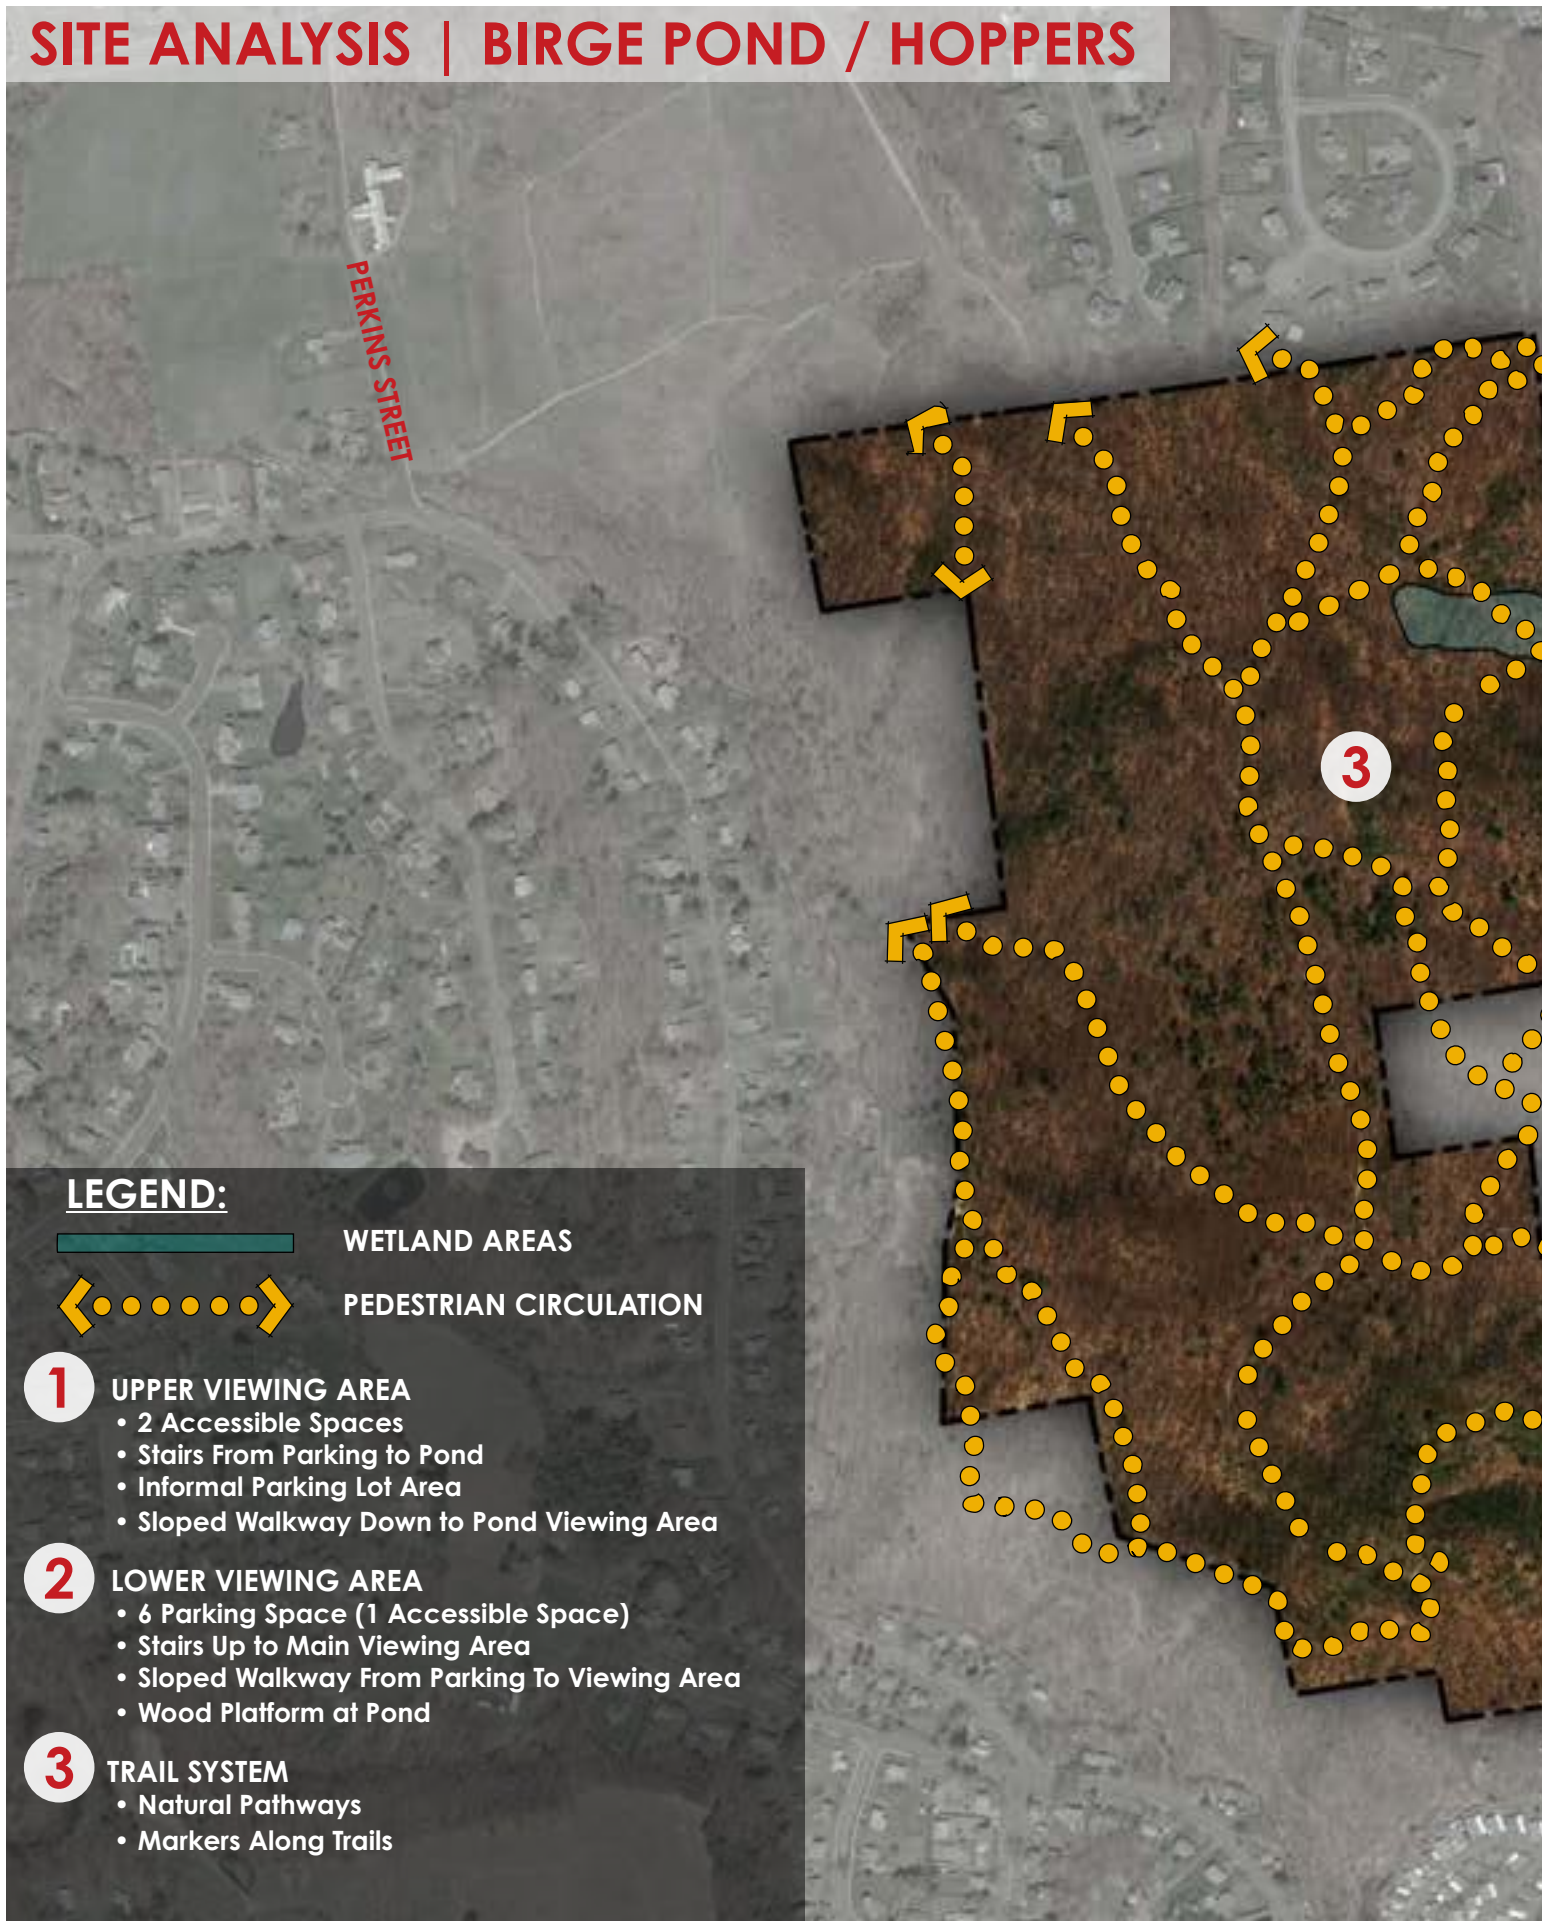 SITE ANALYSIS | BIRGE POND / HOPPERS
PERKINS STREET
3
LEGEND:
WETLAND AREAS
PEDESTRIAN CIRCULATION
1
UPPER VIEWING AREA
• 2 Accessible Spaces
• Stairs From Parking to Pond
• Informal Parking Lot Area
• Sloped Walkway Down to Pond Viewing Area
2
LOWER VIEWING AREA
• 6 Parking Space (1 Accessible Space)
• Stairs Up to Main Viewing Area
• Sloped Walkway From Parking To Viewing Area
• Wood Platform at Pond
3
TRAIL SYSTEM
• Natural Pathways
• Markers Along Trails